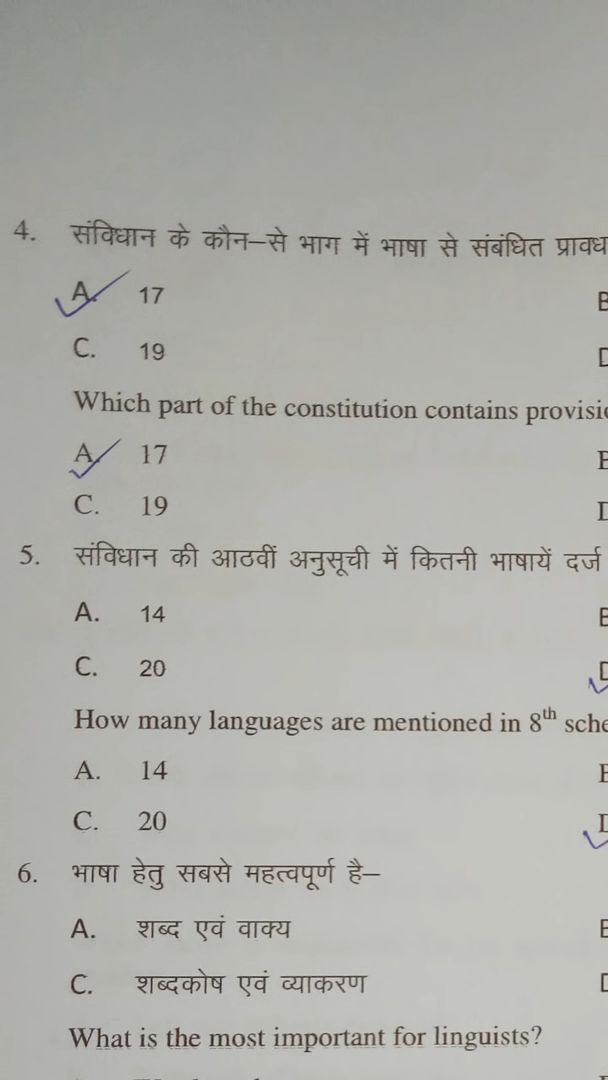 4. संविधान के कौन–से भाग में भाषा से संबंधित
A. 17
C. 19
Which part of the constitution contains
A. 17
C. 19
5. संविधान की आठवीं अनुसूची में कितनी भाषायें दर्ज
A. 14
C. 20
How many languages are mentioned in 8th
A. 14
C. 20
6. भाषा हेतु सबसे महत्वपूर्ण है–
A. शब्द एवं वाक्य
C. शब्दकोष एवं व्याकरण
What is the most important for linguists?